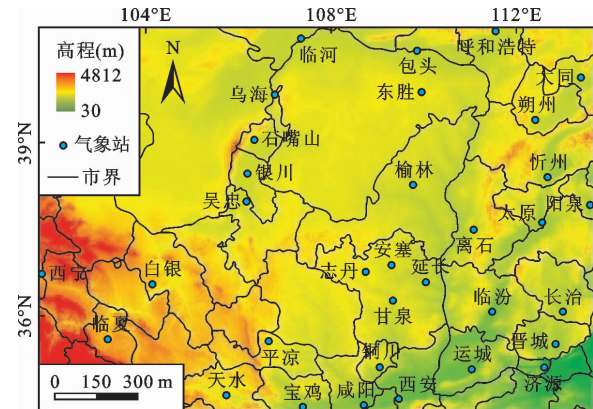 104°E 108°E 112°E
高程(m)
4812
30
气象站
市界
N
39°N
36°N
临河
包头
呼和浩特
大同
乌海
东胜
朔州
石嘴山
银川
榆林
忻州
吴忠
太原
阳泉
离石
西宁
白银
志丹
安塞
延长
甘泉
临汾
长治
临夏
平凉
铜川
运城
晋城
天水
宝鸡
咸阳
西安
济源
0 150 300 m